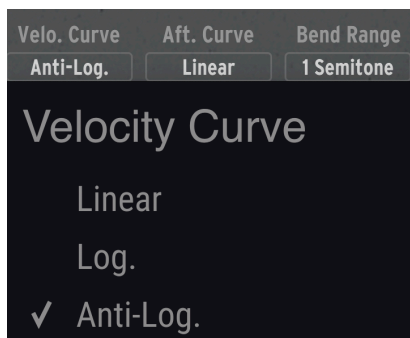 Velo. Curve Aft. Curve Bend Range
Anti-Log. Linear 1 Semitone
Velocity Curve
Linear
Log.
✓ Anti-Log.